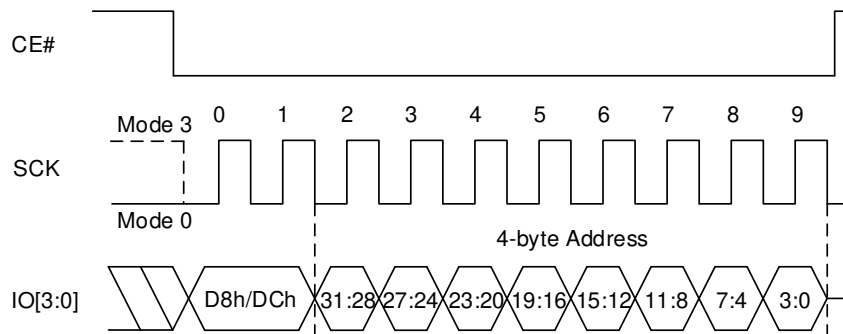 CE#
0 1 2 3 4 5 6 7 8 9
Mode 3
SCK
Mode 0
4-byte Address
IO[3:0] D8h/DCh 31:28 27:24 23:20 19:16 15:12 11:8 7:4 3:0